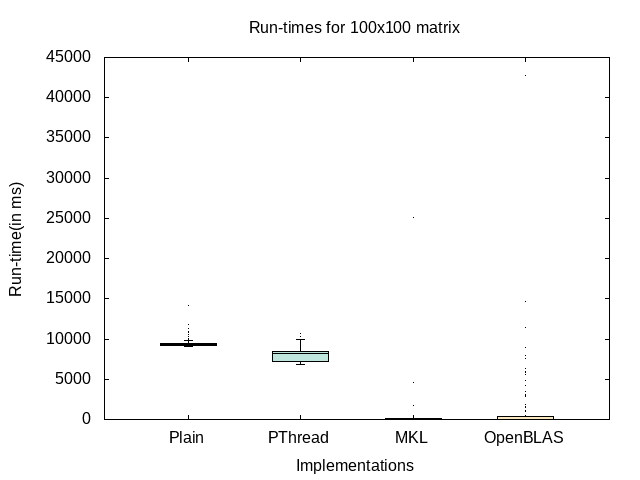 Run-times for 100x100 matrix
45000
40000
35000
30000
25000
20000
15000
10000
5000
0
Run-time(in ms)
Plain
PThread
MKL
OpenBLAS
Implementations